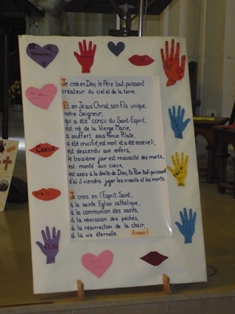 Je crois en Dieu, le Père tout-puissant
créateur du ciel et de la terre.
Et en Jésus Christ, son Fils unique,
notre Seigneur,
qui a été conçu du Saint-Esprit,
est né de la Vierge Marie,
a souffert sous Ponce Pilate,
a été crucifié, est mort et a été enseveli,
est descendu aux enfers,
le troisième jour est ressuscité des morts,
est monté aux cieux,
est assis à la droite de Dieu, le Père tout-puissant
d'où il viendra juger les vivants et les morts.
Je crois en l'Esprit-Saint,
à la sainte Église catholique,
à la communion des saints,
à la rémission des péchés,
à la résurrection de la chair,
à la vie éternelle.